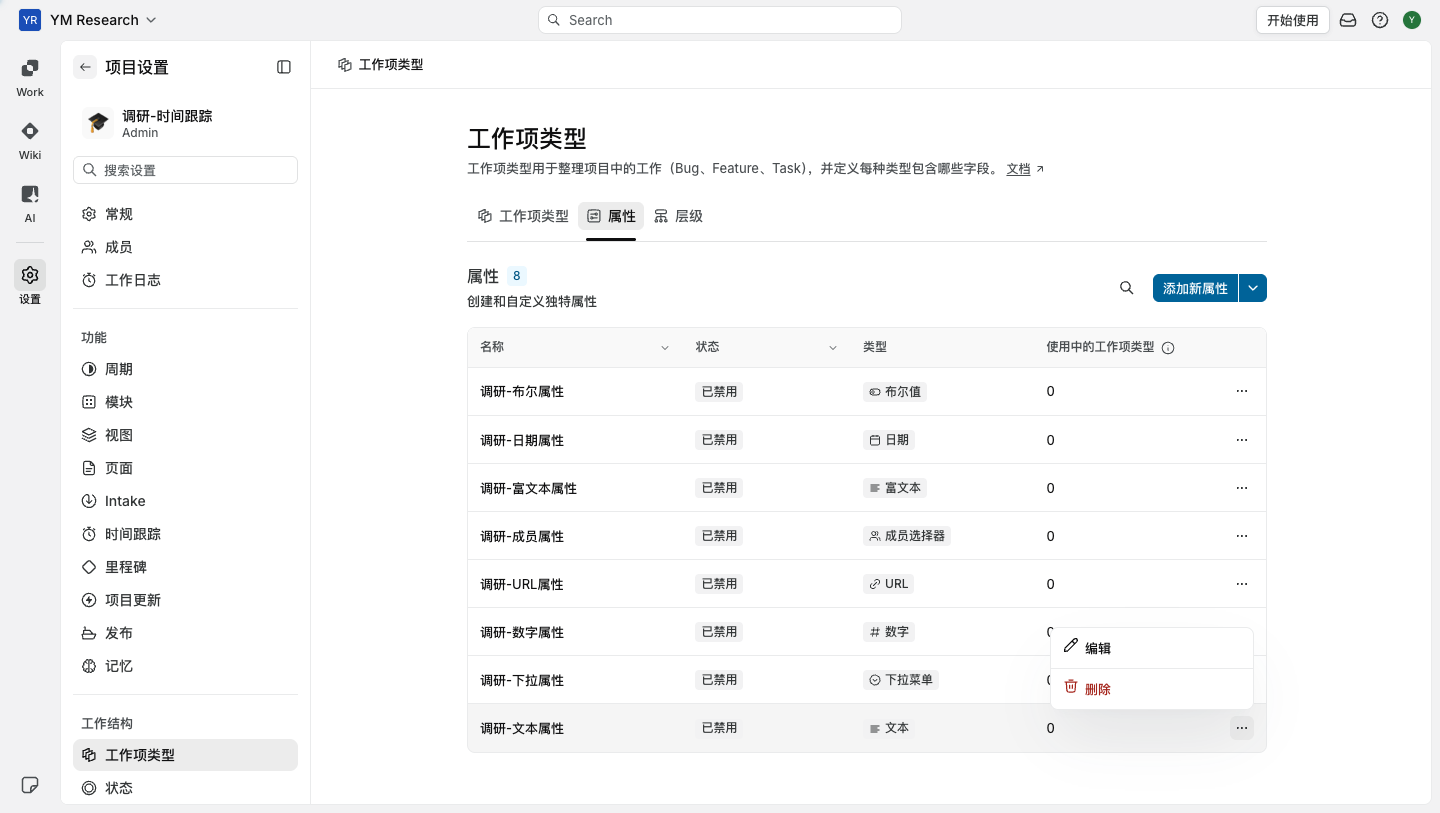 YR YM Research
Search
开始使用
Y
Work
Wiki
AI
设置
项目设置
调研-时间跟踪
Admin
搜索设置
常规
成员
工作日志
功能
周期
模块
视图
页面
Intake
时间跟踪
里程碑
项目更新
发布
记忆
工作结构
工作项类型
状态
工作项类型
工作项类型
工作项类型用于整理项目中的工作（Bug、Feature、Task），并定义每种类型包含哪些字段。 文档
工作项类型 属性 层级
属性 8
创建和自定义独特属性
添加新属性
名称 状态 类型 使用中的工作项类型
调研-布尔属性 已禁用 布尔值 0
调研-日期属性 已禁用 日期 0
调研-富文本属性 已禁用 富文本 0
调研-成员属性 已禁用 成员选择器 0
调研-URL属性 已禁用 URL 0
调研-数字属性 已禁用 数字
调研-下拉属性 已禁用 下拉菜单
调研-文本属性 已禁用 文本 0
编辑
删除